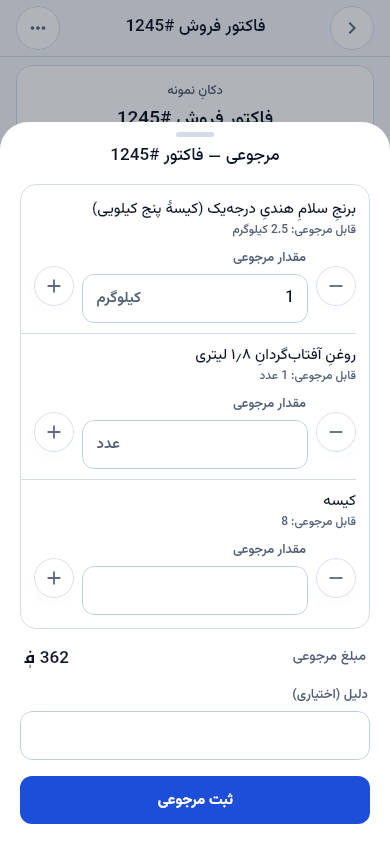 فاکتور فروش #1245
دکانِ نمونه
فاکتور فروش #1245
مرجوعی — فاکتور #1245
برنجِ سلامِ هندیِ درجه‌یک (کیسهٔ پنج کیلویی)
قابل مرجوعی: 2.5 کیلوگرم
مقدار مرجوعی
1 کیلوگرم
روغنِ آفتاب‌گردانِ ۱٫۸ لیتری
قابل مرجوعی: 1 عدد
مقدار مرجوعی
عدد
کیسه
قابل مرجوعی: 8
مقدار مرجوعی
مبلغ مرجوعی 362 ؋
دلیل (اختیاری)
ثبت مرجوعی